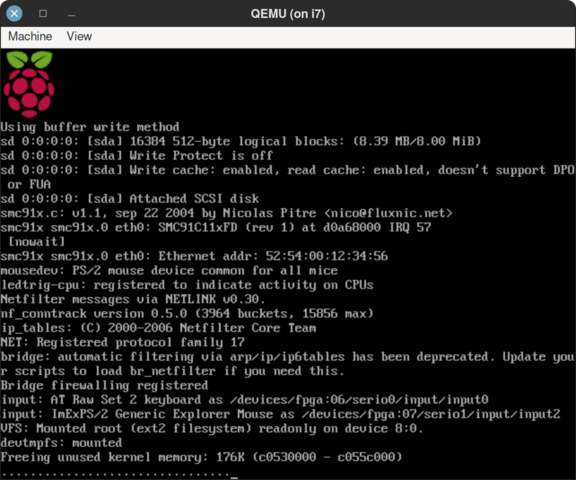 QEMU (on i7)
Machine View
Using buffer write method
sd 0:0:0:0: [sda] 16384 512-byte logical blocks: (8.39 MB/8.00 MiB)
sd 0:0:0:0: [sda] Write Protect is off
sd 0:0:0:0: [sda] Write cache: enabled, read cache: enabled, doesn't support DPO
 or FUA
sd 0:0:0:0: [sda] Attached SCSI disk
smc91x.c: v1.1, sep 22 2004 by Nicolas Pitre <nico@fluxnic.net>
smc91x smc91x.0 eth0: SMC91C11xFD (rev 1) at d0a68000 IRQ 57
 [nowait]
smc91x smc91x.0 eth0: Ethernet addr: 52:54:00:12:34:56
mousedev: PS/2 mouse device common for all mice
ledtrig-cpu: registered to indicate activity on CPUs
Netfilter messages via NETLINK v0.30.
nf_conntrack version 0.5.0 (3964 buckets, 15856 max)
ip_tables: (C) 2000-2006 Netfilter Core Team
NET: Registered protocol family 17
bridge: automatic filtering via arp/ip/ip6tables has been deprecated. Update you
r scripts to load br_netfilter if you need this.
Bridge firewalling registered
input: AT Raw Set 2 keyboard as /devices/fpga:06/serio0/input/input0
input: ImExPS/2 Generic Explorer Mouse as /devices/fpga:07/serio1/input/input2
VFS: Mounted root (ext2 filesystem) readonly on device 8:0.
devtmpfs: mounted
Freeing unused kernel memory: 176K (c0530000 - c055c000)
................................_